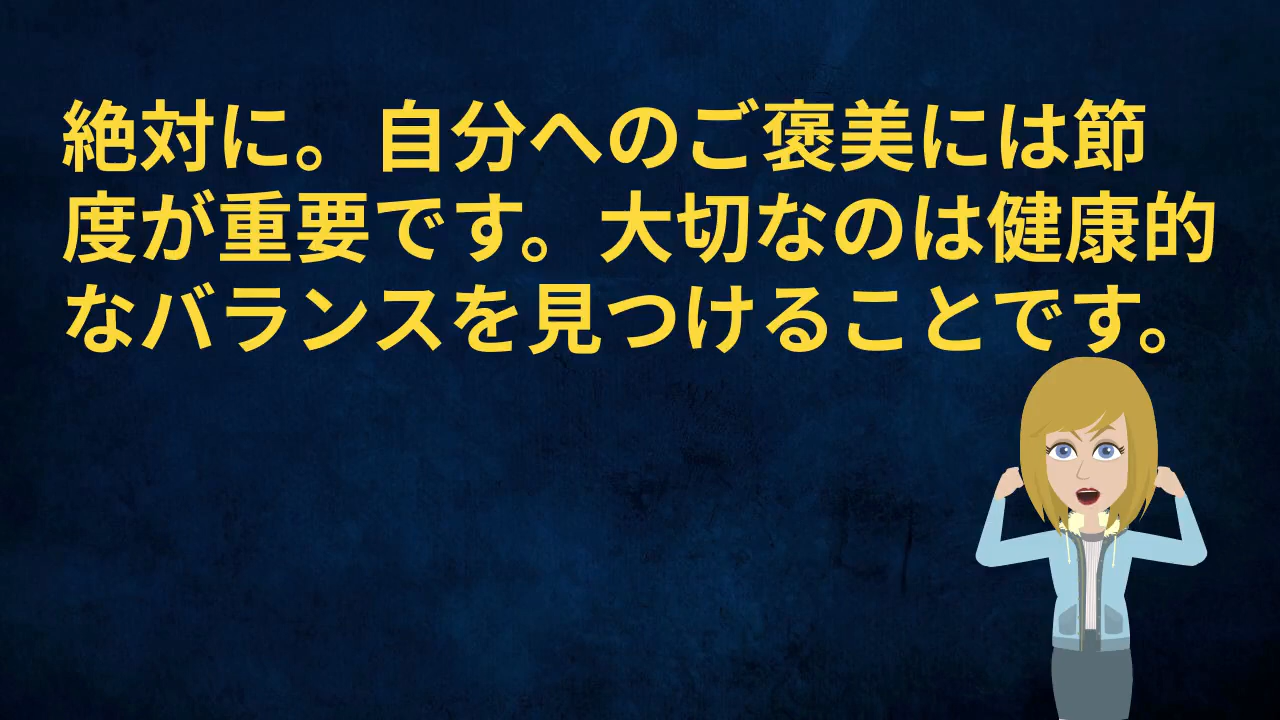 絶対に。自分へのご褒美には節
度が重要です。大切なのは健康的
なバランスを見つけることです。